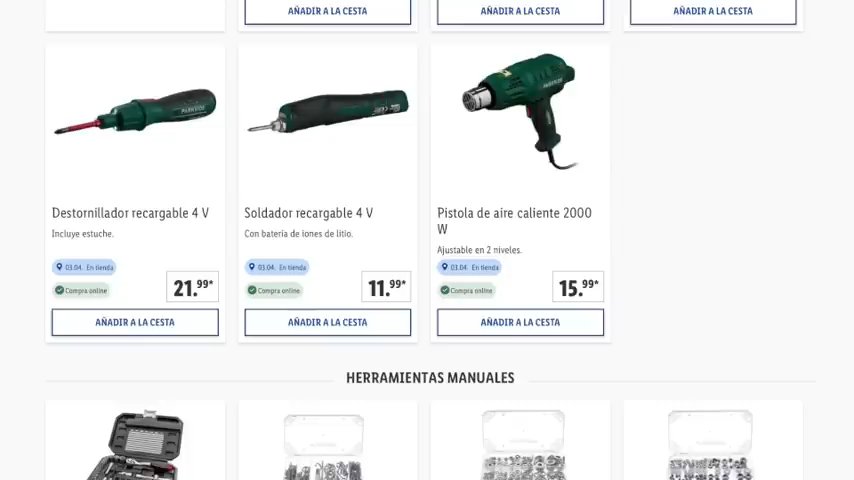 AÑADIR A LA CESTA
AÑADIR A LA CESTA
AÑADIR A LA CESTA
PARKSIDE
PARKSIDE
Destornillador recargable 4 V
Incluye estuche.
03.04. En tienda
Compra online
21.99*
AÑADIR A LA CESTA
Soldador recargable 4 V
Con batería de iones de litio.
03.04. En tienda
Compra online
11.99*
AÑADIR A LA CESTA
Pistola de aire caliente 2000
W
Ajustable en 2 niveles.
03.04. En tienda
Compra online
15.99*
AÑADIR A LA CESTA
HERRAMIENTAS MANUALES